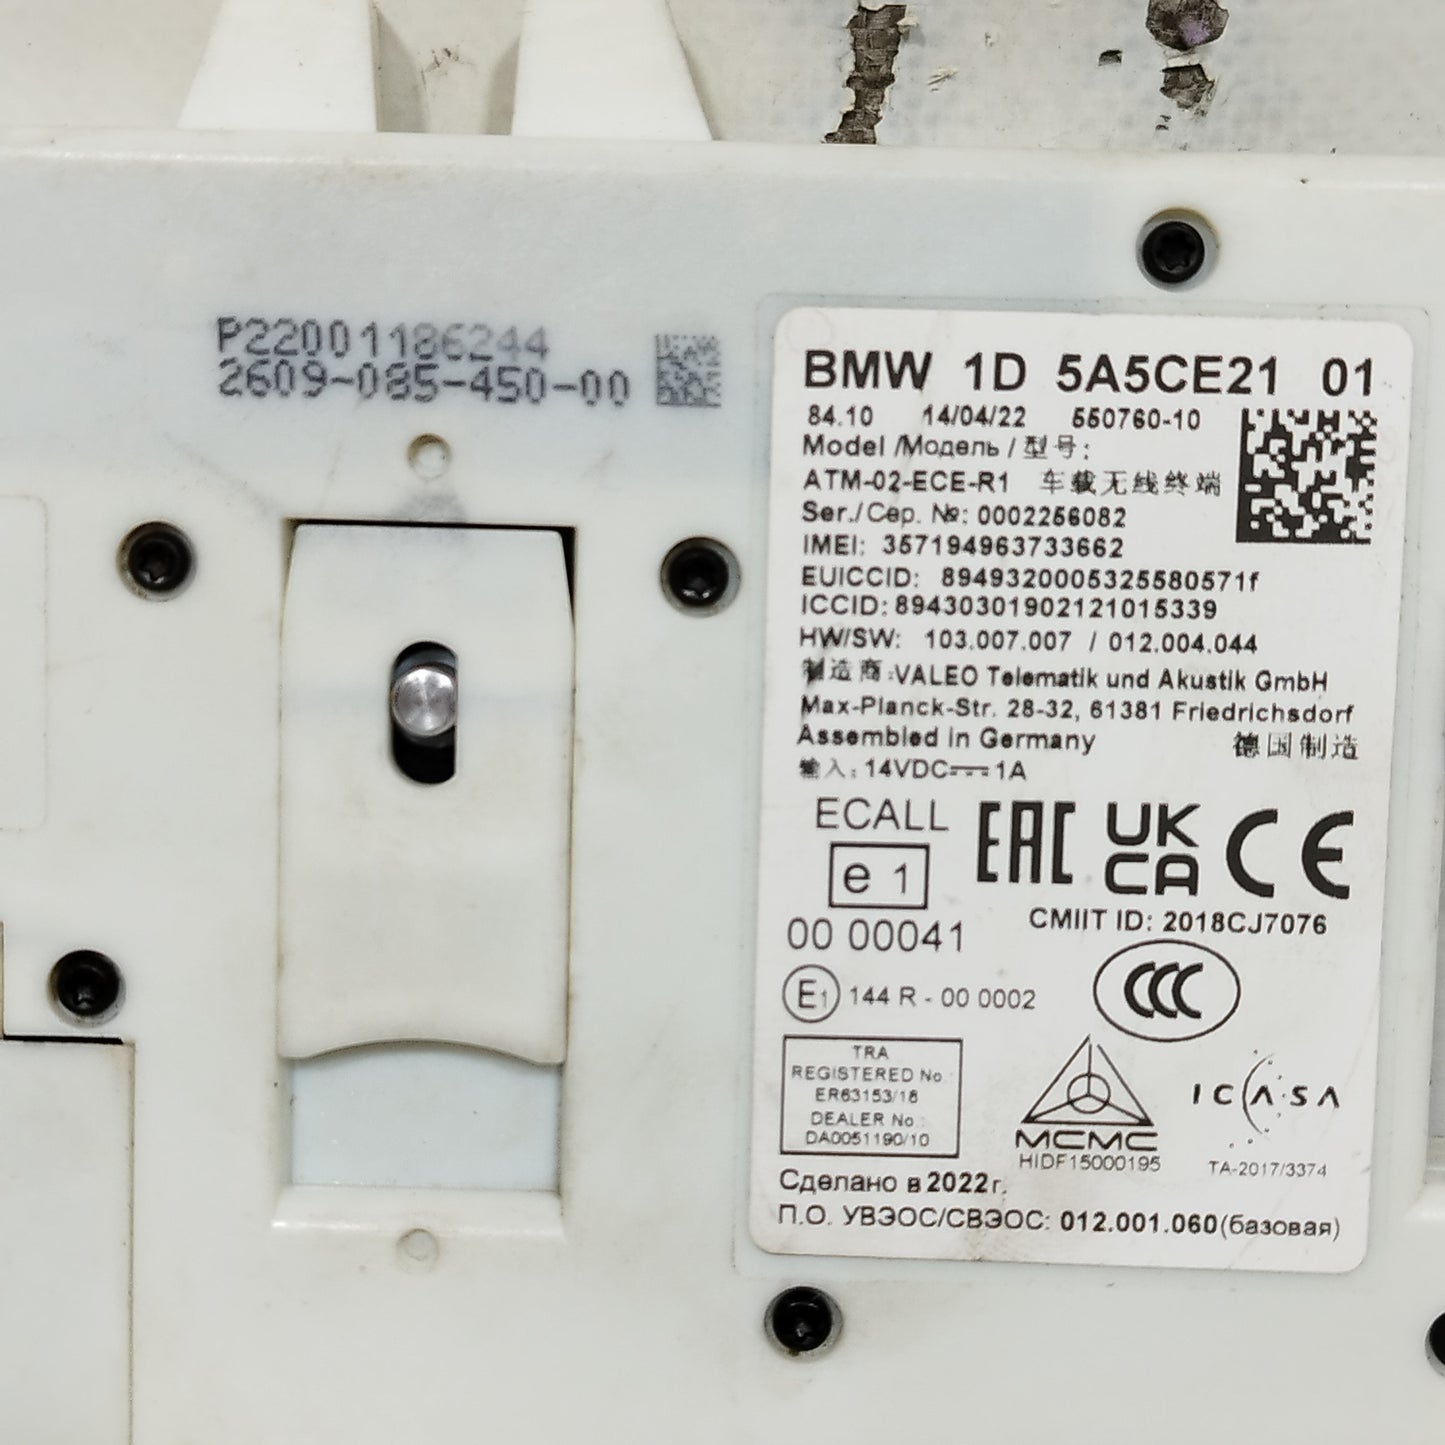 P22001186244
2609-085-450-00
BMW 1D 5A5CE21 01
84.10 14/04/22 550760-10
Model /Модель / 型号:
ATM-02-ECE-R1 车载无线终端
Ser./Сер. №: 0002256082
IMEI: 357194963733662
EUICCID: 8949320005325580571f
ICCID: 89430301902121015339
HW/SW: 103.007.007 / 012.004.044
制造商:VALEO Telematik und Akustik GmbH
Max-Planck-Str. 28-32, 61381 Friedrichsdorf
Assembled in Germany 德国制造
输入: 14VDC 1A
ECALL
e 1
00 00041
EAC
UK
CA
CE
CMIIT ID: 2018CJ7076
CCC
E1 144 R - 00 0002
TRA
REGISTERED No:
ER63153/18
DEALER No:
DA0051190/10
MCMC
HIDF15000195
ICASA
TA-2017/3374
Сделано в 2022г.
П.О. УВЭОС/СВЭОС: 012.001.060(базовая)